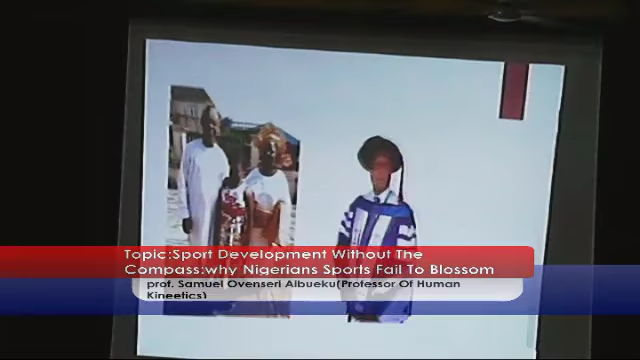 Topic:Sport Development Without The
Compass:why Nigerians Sports Fail To Blossom
prof. Samuel Ovenseri Aibueku(Professor Of Human
Kineetics)